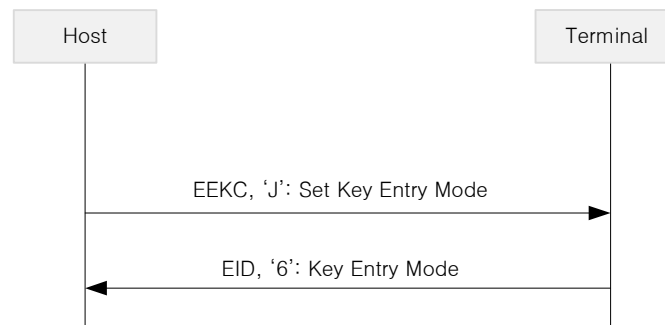 Host
Terminal
EEKC, ‘J’: Set Key Entry Mode
EID, ‘6’: Key Entry Mode